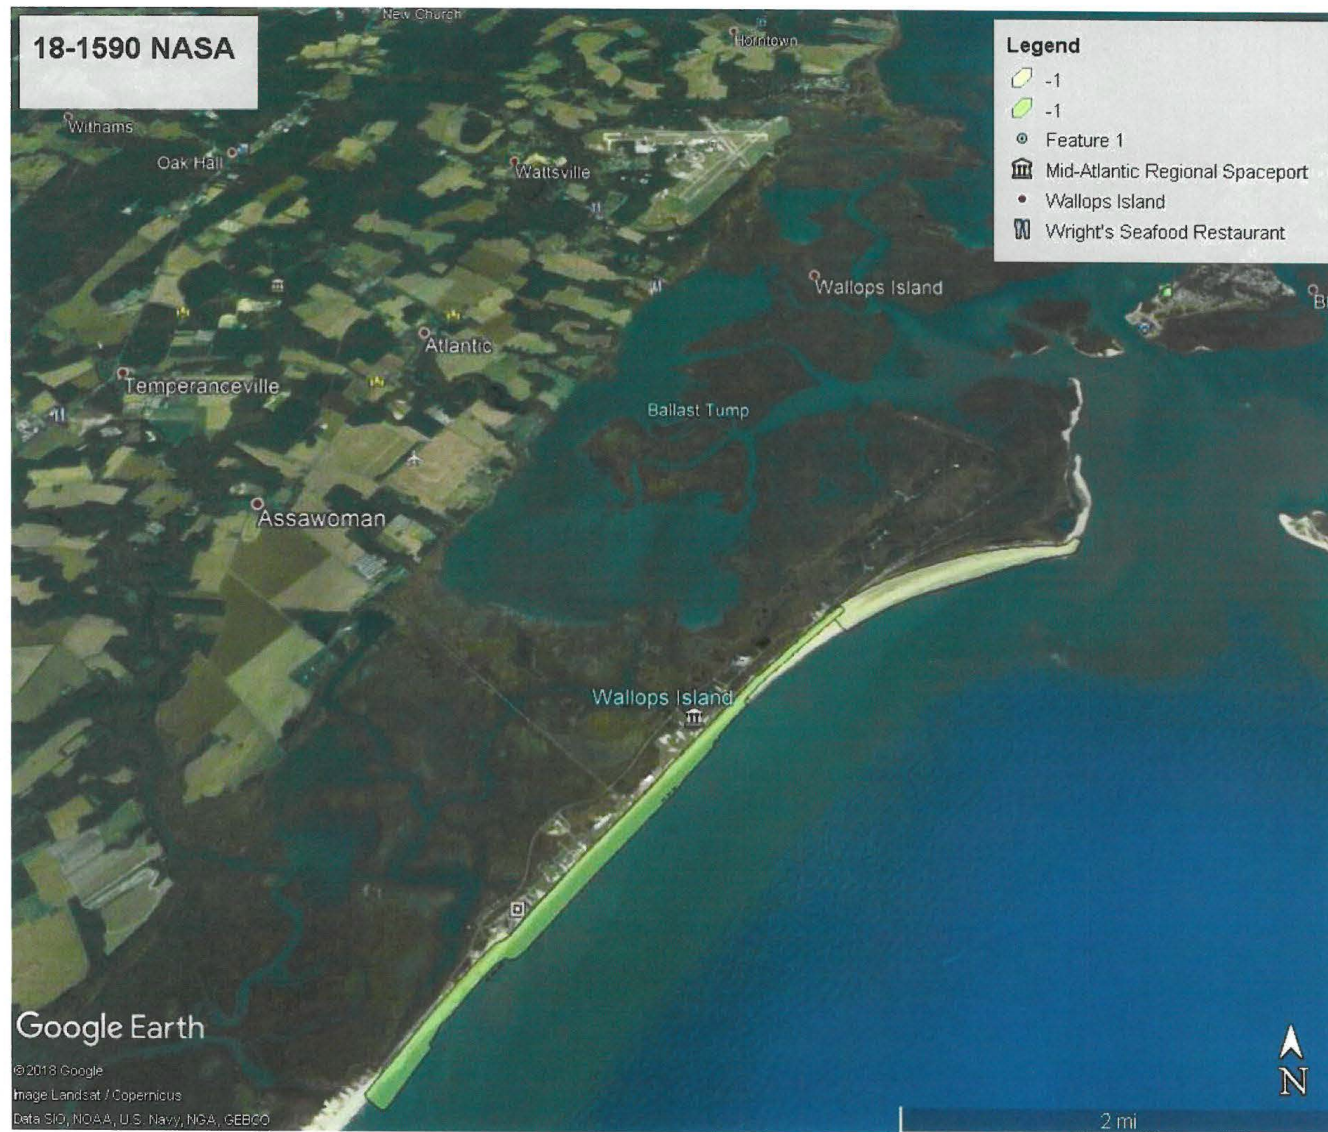 New Church
18-1590 NASA
Horntown
Legend
-1
-1
Feature 1
Mid-Atlantic Regional Spaceport
Wallops Island
Wright's Seafood Restaurant
Withams
Oak Hall
Wattsville
Wallops Island
Atlantic
Temperanceville
Ballast Tump
Assawoman
Wallops Island
Google Earth
©2018 Google
Image Landsat / Copernicus
Data SIO, NOAA, U.S. Navy, NGA, GEBCO
N
2 mi